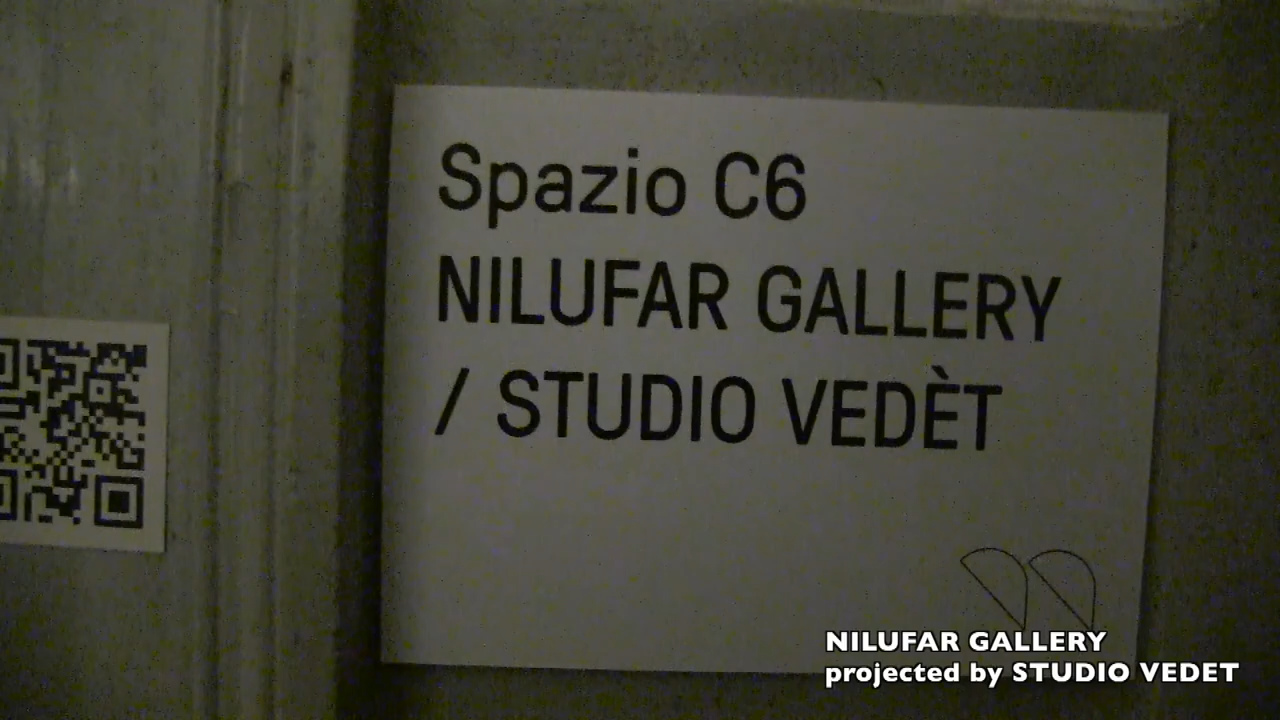 Spazio C6
NILUFAR GALLERY
/ STUDIO VEDÈT
NILUFAR GALLERY
projected by STUDIO VEDET